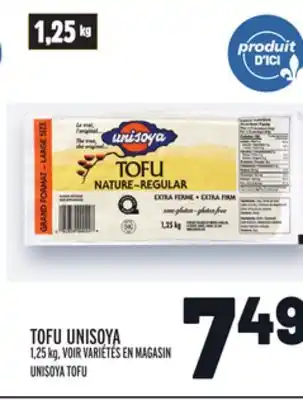 1,25 kg
produit
D'ICI
GRAND FORMAT - LARGE SIZE
Le vrai,
l'original...
The true,
the original...
unisoya
TOFU
NATURE-REGULAR
EXTRA FERME • EXTRA FIRM
sans gluten - gluten free
1,25 kg
TOFU UNISOYA
1,25 kg, VOIR VARIÉTÉS EN MAGASIN
UNISOYA TOFU
7 49